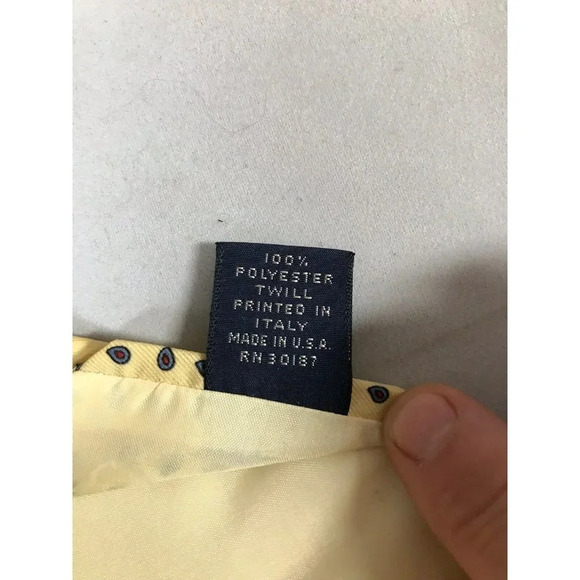 100%
POLYESTER
TWILL
PRINTED IN
ITALY
MADE IN U.S.A.
RN 30187